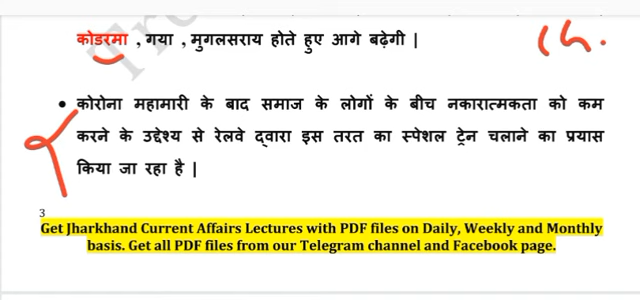 कोडरमा , गया , मुगलसराय होते हुए आगे बढ़ेगी |
• कोरोना महामारी के बाद समाज के लोगों के बीच नकारात्मकता को कम
करने के उद्देश्य से रेलवे द्वारा इस तरत का स्पेशल ट्रेन चलाने का प्रयास
किया जा रहा है |
3
Get Jharkhand Current Affairs Lectures with PDF files on Daily, Weekly and Monthly
basis. Get all PDF files from our Telegram channel and Facebook page.